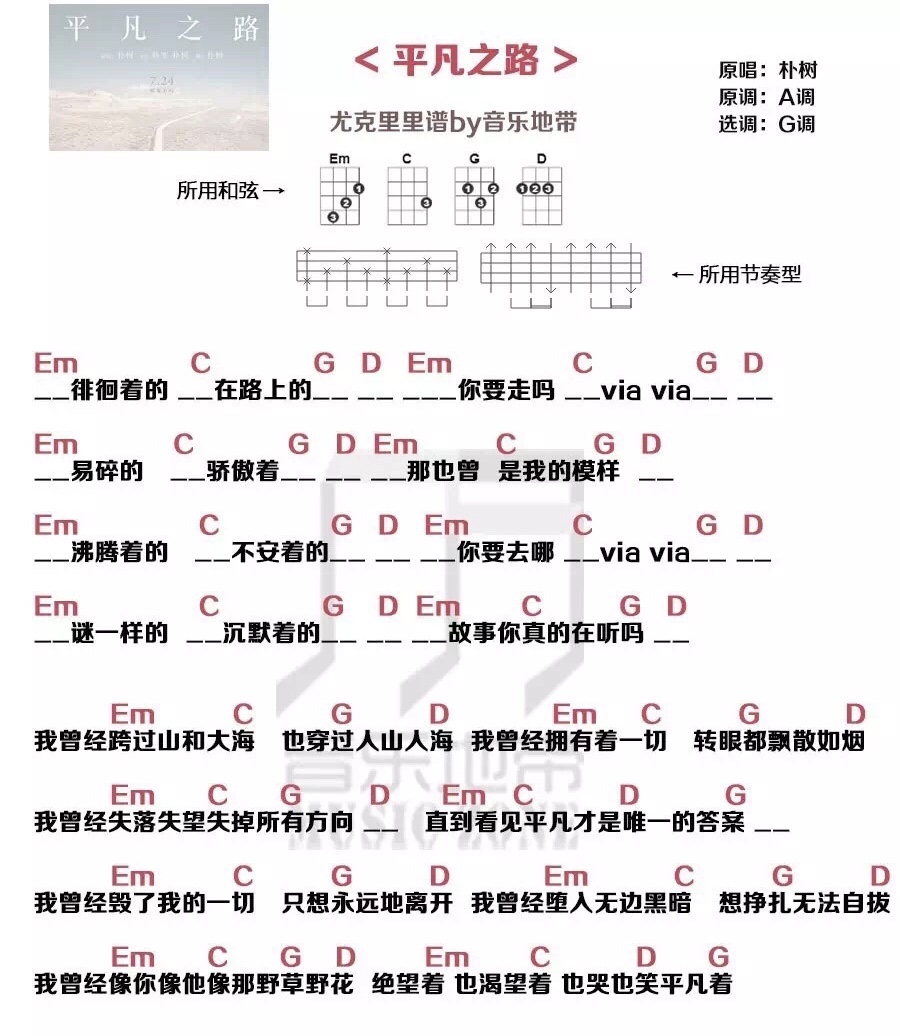 平 凡 之 路
7.24
< 平凡之路 >
原唱：朴树
原调：A调
选调：G调
尤克里里谱by音乐地带
所用和弦→
Em C G D
1 2 3
3
1 2 3
1 2 3
←所用节奏型
Em C G D Em C G D
__徘徊着的 __在路上的__ __ ___你要走吗 __via via__ __
Em C G D Em C G D
__易碎的 __骄傲着__ __ __那也曾 是我的模样 __
Em C G D Em C G D
__沸腾着的 __不安着的__ __ __你要去哪 __via via__ __
Em C G D Em C G D
__谜一样的 __沉默着的__ __ __故事你真的在听吗 __
Em C G D Em C G D
我曾经跨过山和大海 也穿过人山人海 我曾经拥有着一切 转眼都飘散如烟
Em C G D Em C D G
我曾经失落失望失掉所有方向 __ 直到看见平凡才是唯一的答案 __
Em C G D Em C G D
我曾经毁了我的一切 只想永远地离开 我曾经堕入无边黑暗 想挣扎无法自拔
Em C G D Em C D G
我曾经像你像他像那野草野花 绝望着 也渴望着 也哭也笑平凡着
音乐地带
MUSIC ZONE